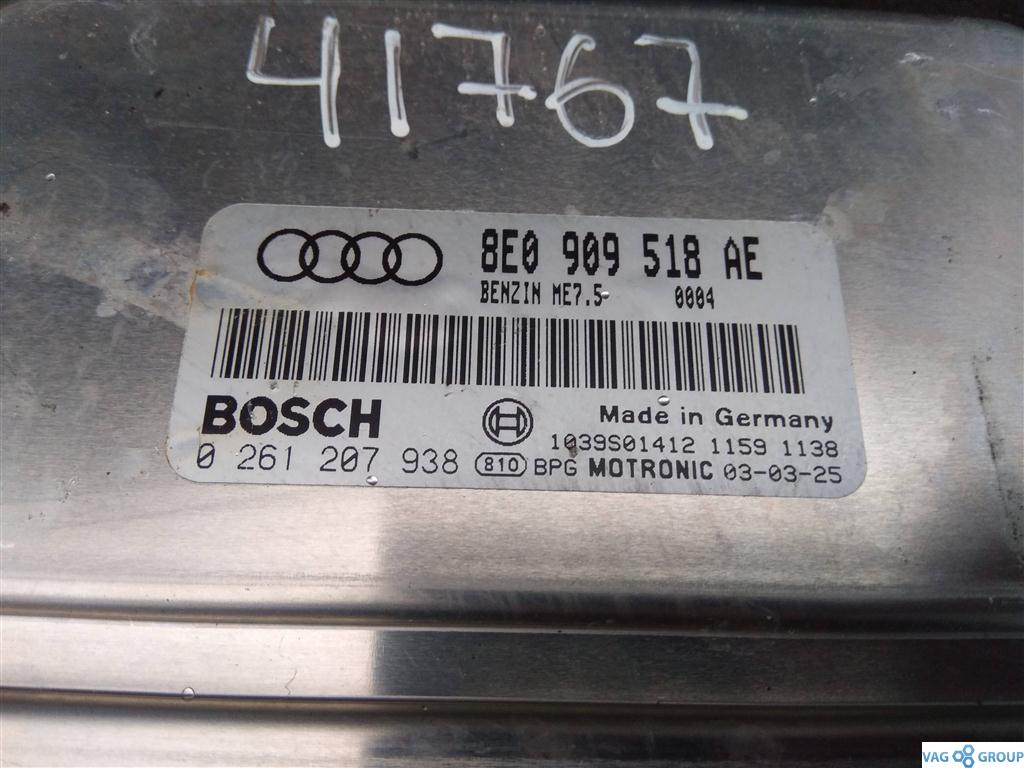 41767
8E0 909 518 AE
BENZIN ME7.5 0004
BOSCH
Made in Germany
1039S01412 1159 1138
0 261 207 938 810 BPG MOTRONIC 03-03-25
VAG GROUP